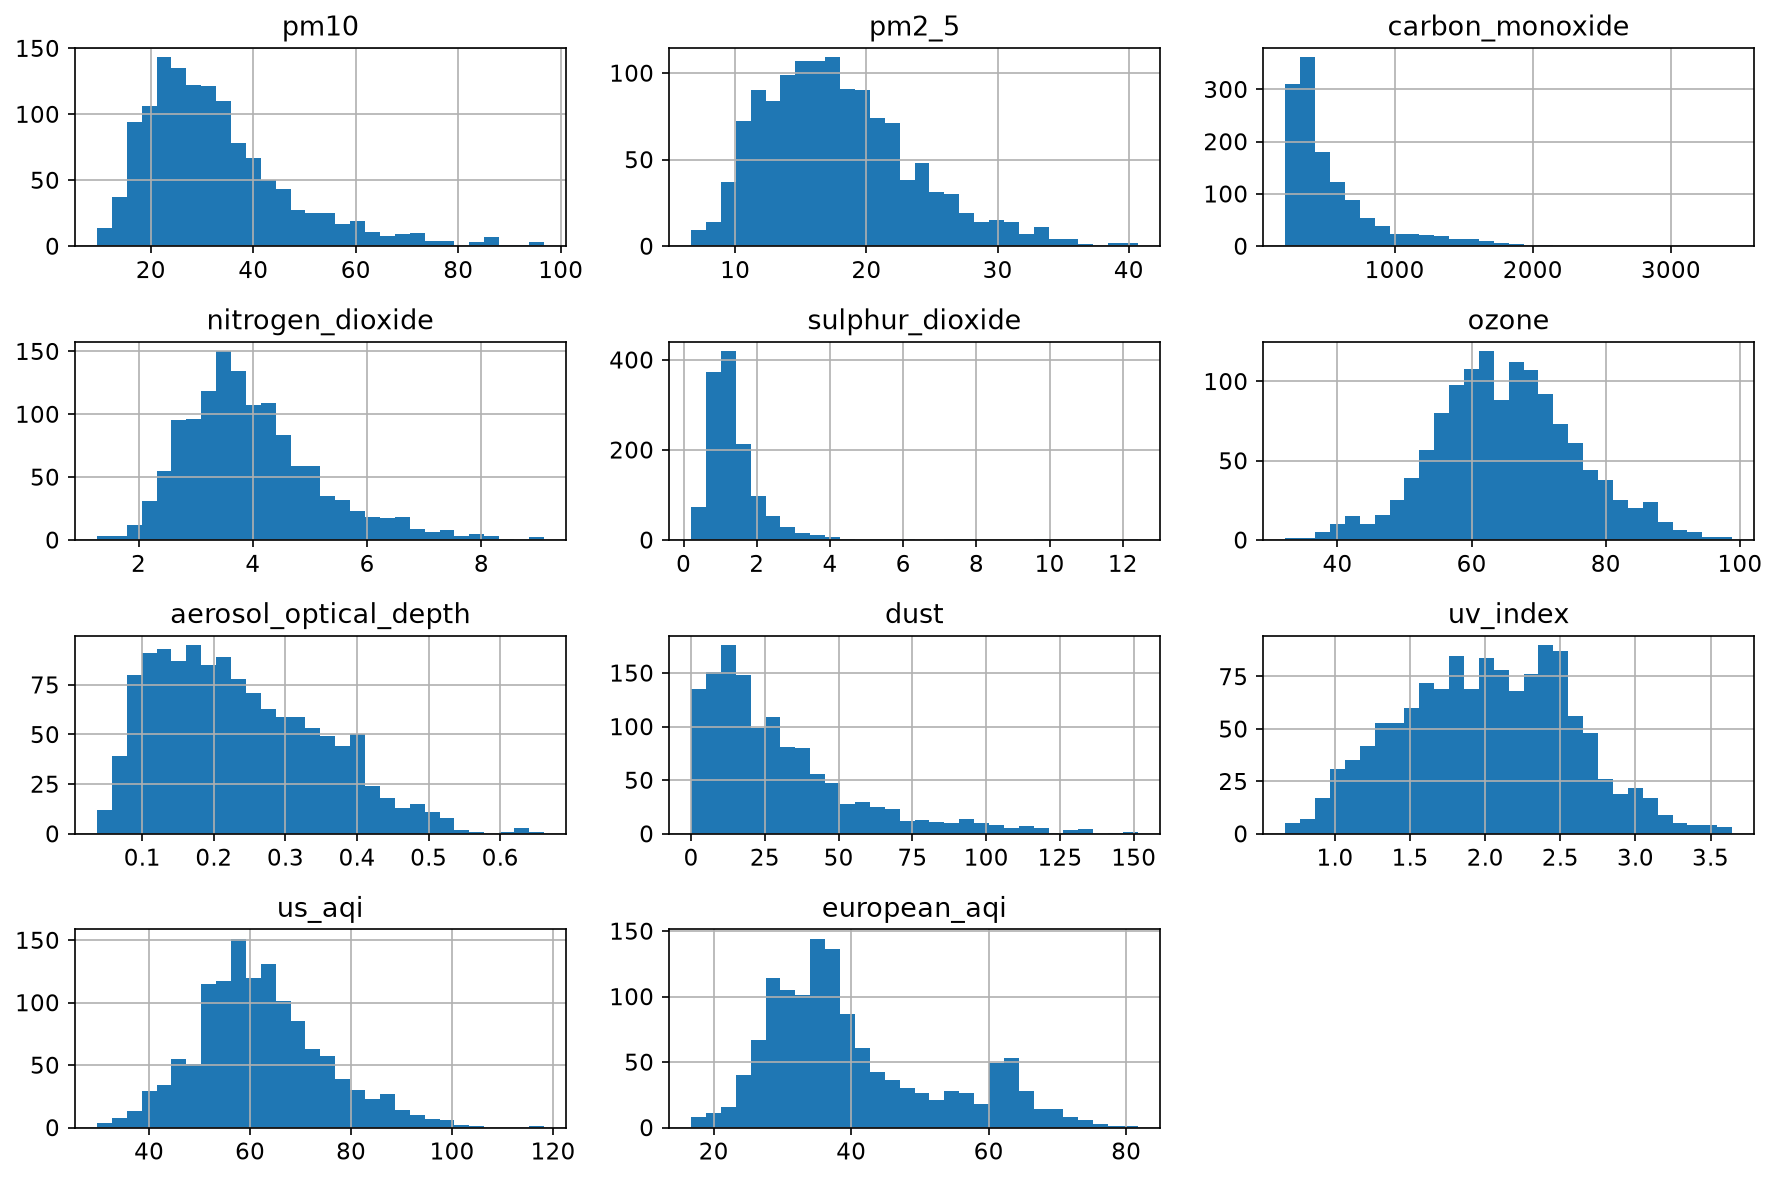 pm10
150
100
50
0
20 40 60 80 100
pm2_5
100
50
0
10 20 30 40
carbon_monoxide
300
200
100
0
1000 2000 3000
nitrogen_dioxide
150
100
50
0
2 4 6 8
sulphur_dioxide
400
200
0
0 2 4 6 8 10 12
ozone
100
50
0
40 60 80 100
aerosol_optical_depth
75
50
25
0
0.1 0.2 0.3 0.4 0.5 0.6
dust
150
100
50
0
0 25 50 75 100 125 150
uv_index
75
50
25
0
1.0 1.5 2.0 2.5 3.0 3.5
us_aqi
150
100
50
0
40 60 80 100 120
european_aqi
150
100
50
0
20 40 60 80